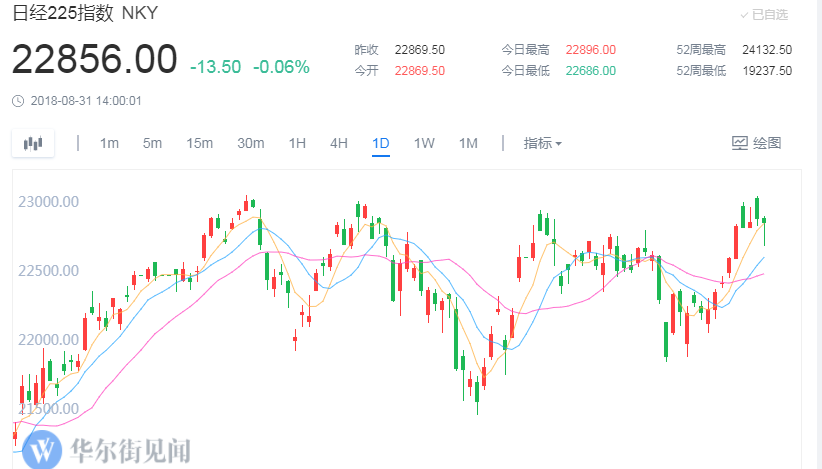 日经225指数 NKY
已自选
22856.00 -13.50 -0.06%
昨收 22869.50 今日最高 22896.00 52周最高 24132.50
今开 22869.50 今日最低 22686.00 52周最低 19237.50
2018-08-31 14:00:01
1m 5m 15m 30m 1H 4H 1D 1W 1M 指标 绘图
23000.00
22500.00
22000.00
21500.00
W 华尔街见闻